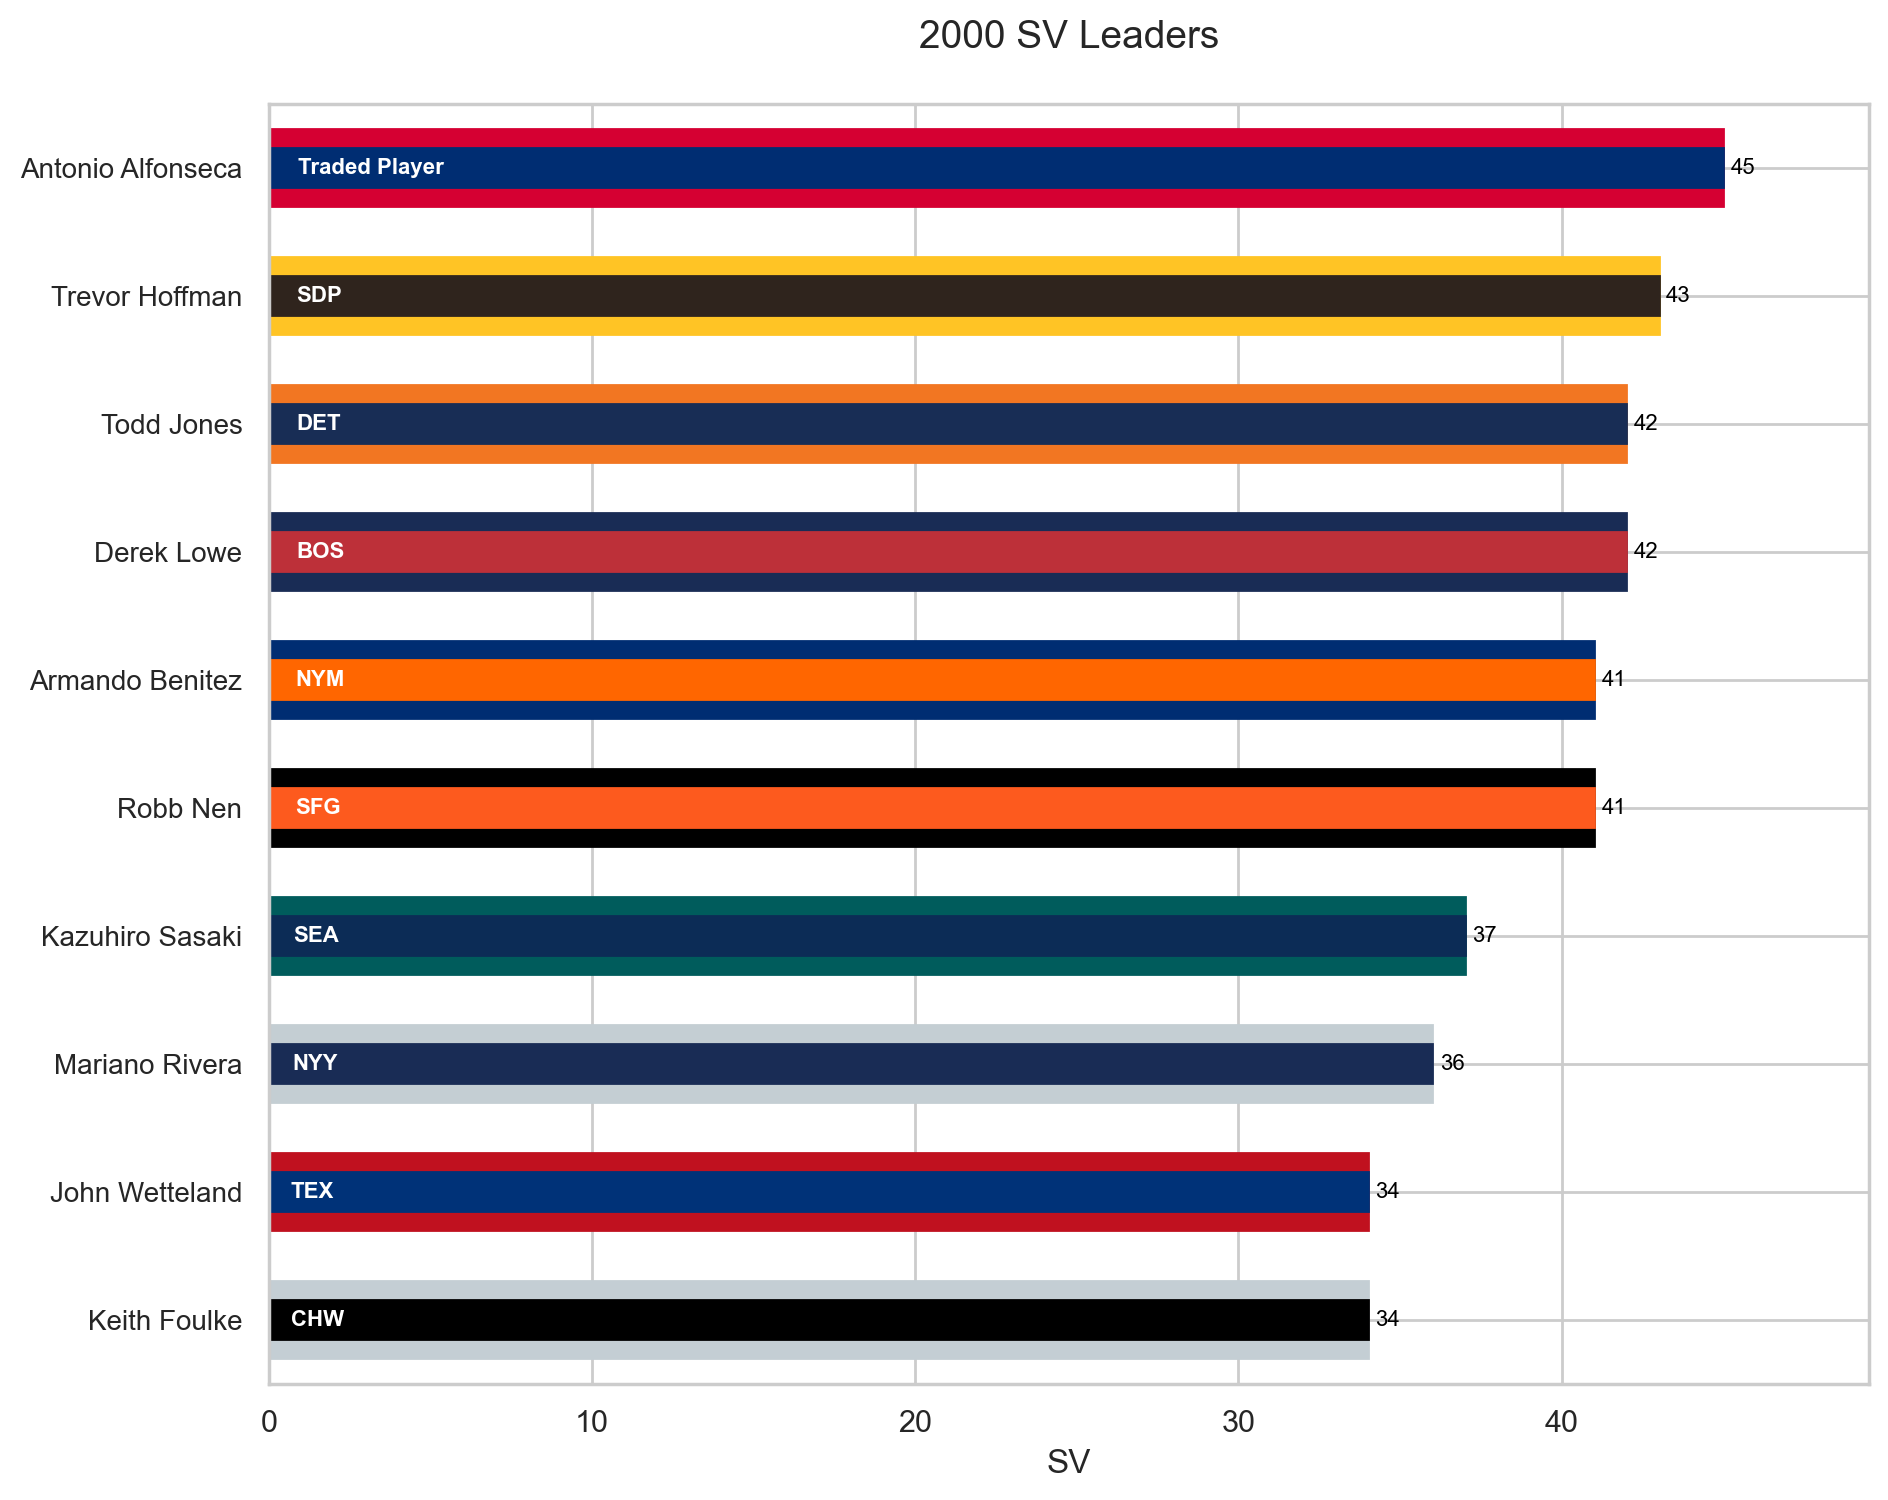 2000 SV Leaders
Antonio Alfonseca Traded Player 45
Trevor Hoffman SDP 43
Todd Jones DET 42
Derek Lowe BOS 42
Armando Benitez NYM 41
Robb Nen SFG 41
Kazuhiro Sasaki SEA 37
Mariano Rivera NYY 36
John Wetteland TEX 34
Keith Foulke CHW 34
0 10 20 30 40
SV